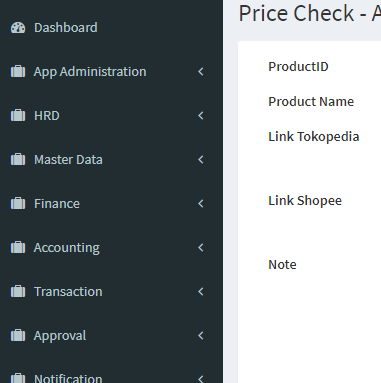 Dashboard
App Administration
HRD
Master Data
Finance
Accounting
Transaction
Approval
Notification
Price Check - A
ProductID
Product Name
Link Tokopedia
Link Shopee
Note